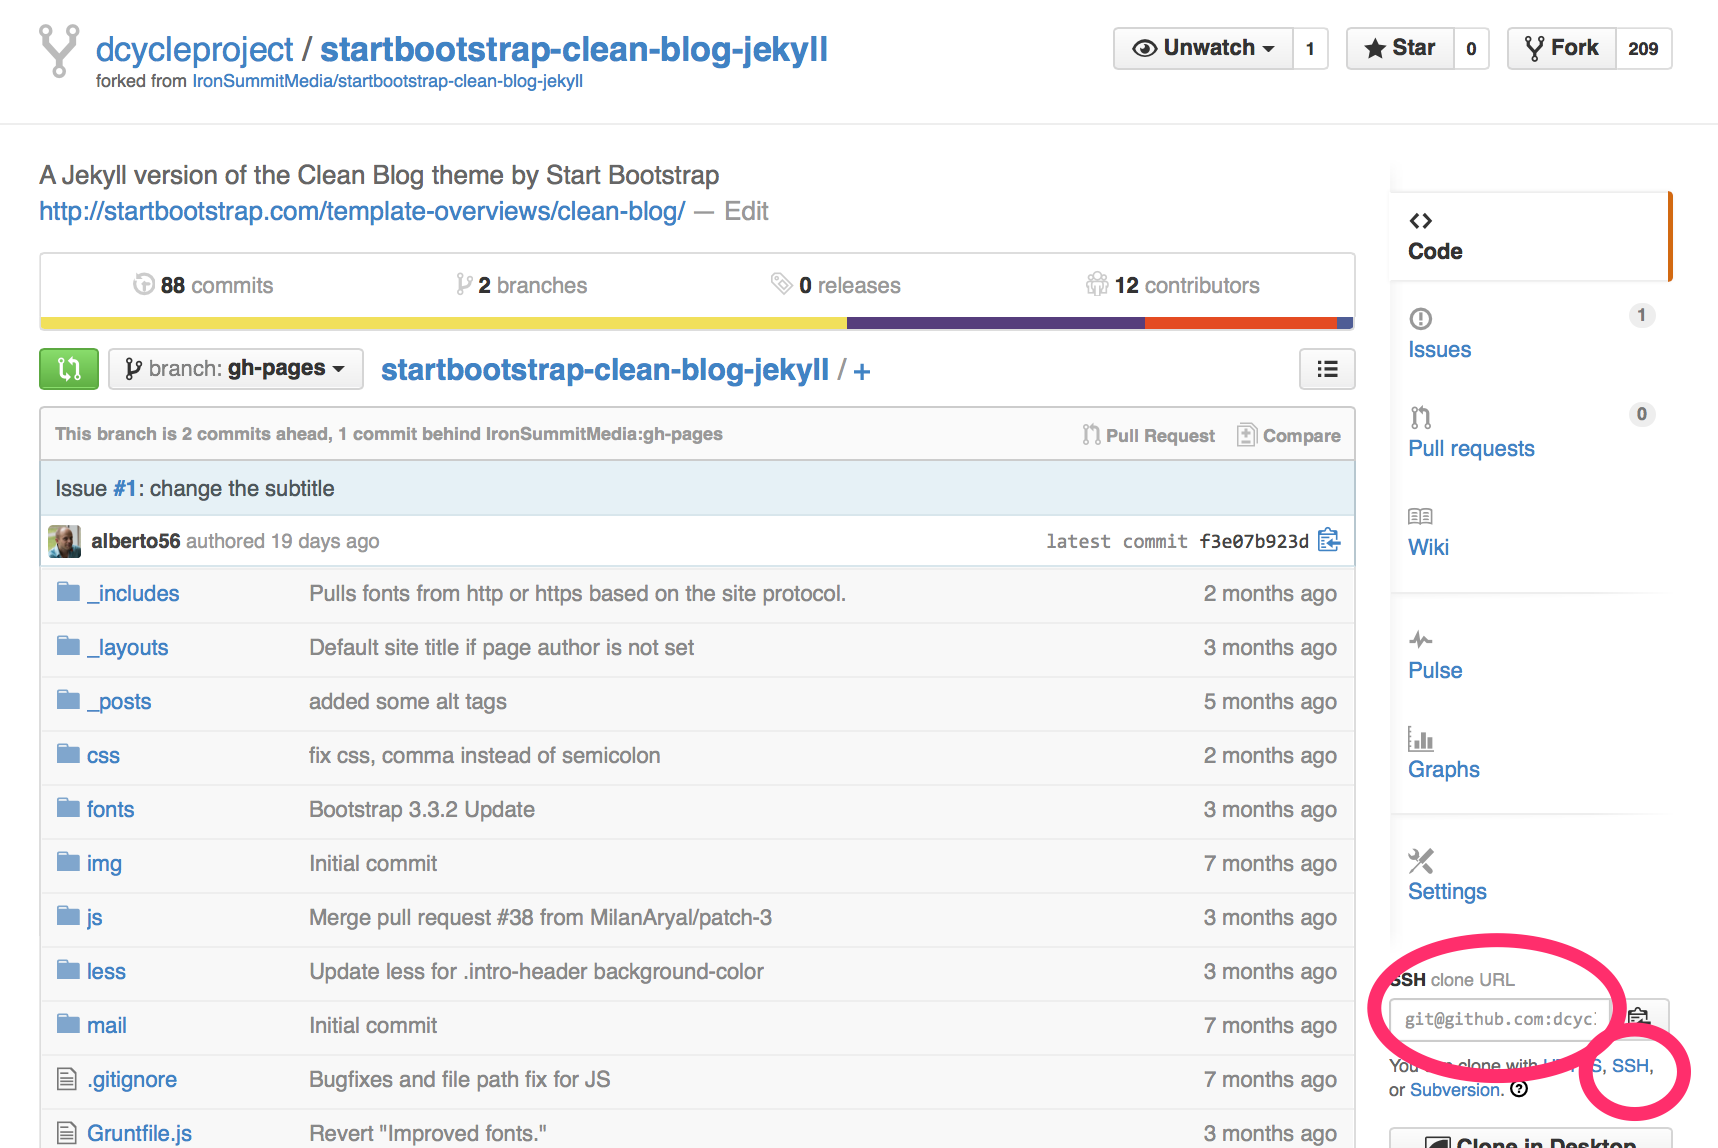 dcycleproject / startbootstrap-clean-blog-jekyll
forked from IronSummitMedia/startbootstrap-clean-blog-jekyll
Unwatch 1 Star 0 Fork 209
A Jekyll version of the Clean Blog theme by Start Bootstrap
http://startbootstrap.com/template-overviews/clean-blog/ — Edit
88 commits 2 branches 0 releases 12 contributors
branch: gh-pages startbootstrap-clean-blog-jekyll / +
This branch is 2 commits ahead, 1 commit behind IronSummitMedia:gh-pages Pull Request Compare
Issue #1: change the subtitle
alberto56 authored 19 days ago latest commit f3e07b923d
_includes Pulls fonts from http or https based on the site protocol. 2 months ago
_layouts Default site title if page author is not set 3 months ago
_posts added some alt tags 5 months ago
css fix css, comma instead of semicolon 2 months ago
fonts Bootstrap 3.3.2 Update 3 months ago
img Initial commit 7 months ago
js Merge pull request #38 from MilanAryal/patch-3 3 months ago
less Update less for .intro-header background-color 3 months ago
mail Initial commit 7 months ago
.gitignore Bugfixes and file path fix for JS 7 months ago
Gruntfile.js Revert "Improved fonts." 3 months ago
Code
Issues 1
Pull requests 0
Wiki
Pulse
Graphs
Settings
SSH clone URL
git@github.com:dcyc
You clone with SSH,
or Subversion.
Clone in Desktop